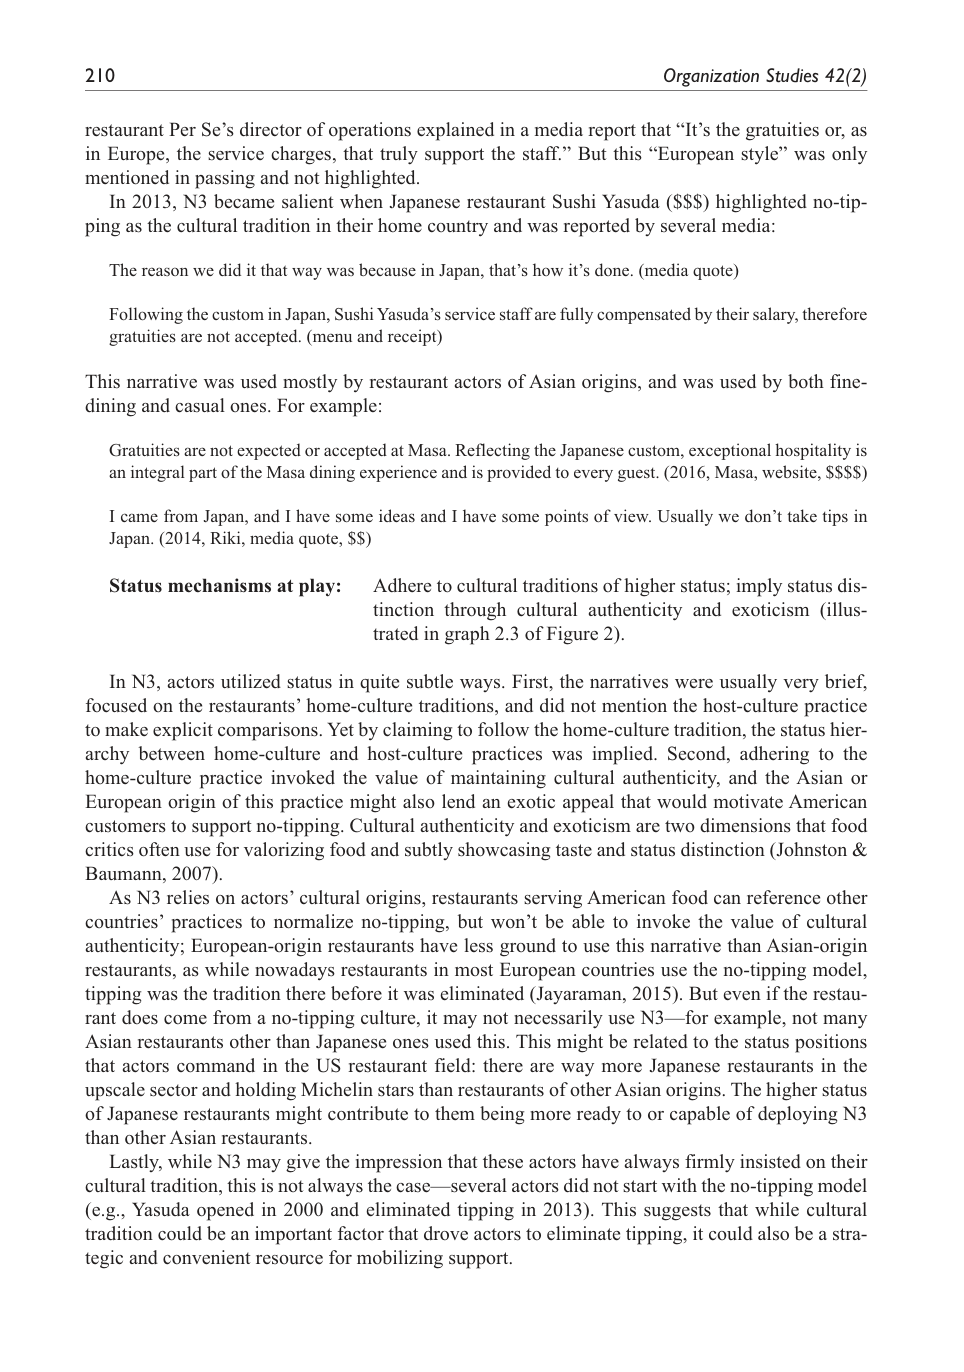 210
Organization Studies 42(2)
restaurant Per Se’s director of operations explained in a media report that “It’s the gratuities or, as
in Europe, the service charges, that truly support the staff.” But this “European style” was only
mentioned in passing and not highlighted.
In 2013, N3 became salient when Japanese restaurant Sushi Yasuda ($$$) highlighted no-tip-
ping as the cultural tradition in their home country and was reported by several media:
The reason we did it that way was because in Japan, that’s how it’s done. (media quote)
Following the custom in Japan, Sushi Yasuda’s service staff are fully compensated by their salary, therefore
gratuities are not accepted. (menu and receipt)
This narrative was used mostly by restaurant actors of Asian origins, and was used by both fine-
dining and casual ones. For example:
Gratuities are not expected or accepted at Masa. Reflecting the Japanese custom, exceptional hospitality is
an integral part of the Masa dining experience and is provided to every guest. (2016, Masa, website, $$$$)
I came from Japan, and I have some ideas and I have some points of view. Usually we don’t take tips in
Japan. (2014, Riki, media quote, $$)
Status mechanisms at play: Adhere to cultural traditions of higher status; imply status dis-
tinction through cultural authenticity and exoticism (illus-
trated in graph 2.3 of Figure 2).
In N3, actors utilized status in quite subtle ways. First, the narratives were usually very brief,
focused on the restaurants’ home-culture traditions, and did not mention the host-culture practice
to make explicit comparisons. Yet by claiming to follow the home-culture tradition, the status hier-
archy between home-culture and host-culture practices was implied. Second, adhering to the
home-culture practice invoked the value of maintaining cultural authenticity, and the Asian or
European origin of this practice might also lend an exotic appeal that would motivate American
customers to support no-tipping. Cultural authenticity and exoticism are two dimensions that food
critics often use for valorizing food and subtly showcasing taste and status distinction (Johnston &
Baumann, 2007).
As N3 relies on actors’ cultural origins, restaurants serving American food can reference other
countries’ practices to normalize no-tipping, but won’t be able to invoke the value of cultural
authenticity; European-origin restaurants have less ground to use this narrative than Asian-origin
restaurants, as while nowadays restaurants in most European countries use the no-tipping model,
tipping was the tradition there before it was eliminated (Jayaraman, 2015). But even if the restau-
rant does come from a no-tipping culture, it may not necessarily use N3—for example, not many
Asian restaurants other than Japanese ones used this. This might be related to the status positions
that actors command in the US restaurant field: there are way more Japanese restaurants in the
upscale sector and holding Michelin stars than restaurants of other Asian origins. The higher status
of Japanese restaurants might contribute to them being more ready to or capable of deploying N3
than other Asian restaurants.
Lastly, while N3 may give the impression that these actors have always firmly insisted on their
cultural tradition, this is not always the case—several actors did not start with the no-tipping model
(e.g., Yasuda opened in 2000 and eliminated tipping in 2013). This suggests that while cultural
tradition could be an important factor that drove actors to eliminate tipping, it could also be a stra-
tegic and convenient resource for mobilizing support.